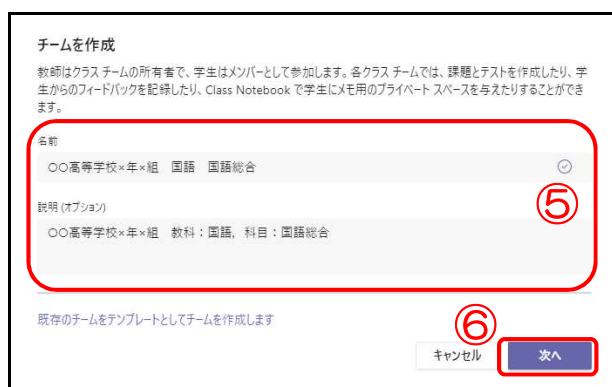 チームを作成
教師はクラス チームの所有者で、学生はメンバーとして参加します。各クラス チームでは、課題とテストを作成したり、学
生からのフィードバックを記録したり、Class Notebook で学生にメモ用のプライベート スペースを与えたりすることができ
ます。
名前
〇〇高等学校×年×組　国語　国語総合
⑤
説明 (オプション)
〇〇高等学校×年×組　教科：国語，科目：国語総合
既存のチームをテンプレートとしてチームを作成します
⑥
キャンセル　次へ